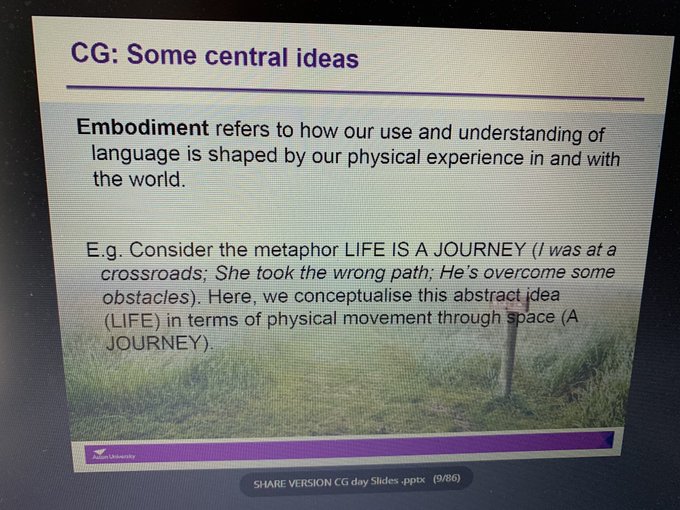 CG: Some central ideas
Embodiment refers to how our use and understanding of
language is shaped by our physical experience in and with
the world.
E.g. Consider the metaphor LIFE IS A JOURNEY (I was at a
crossroads; She took the wrong path; He's overcome some
obstacles). Here, we conceptualise this abstract idea
(LIFE) in terms of physical movement through space (A
JOURNEY).
Aston University
SHARE VERSION CG day Slides .pptx (9/86)